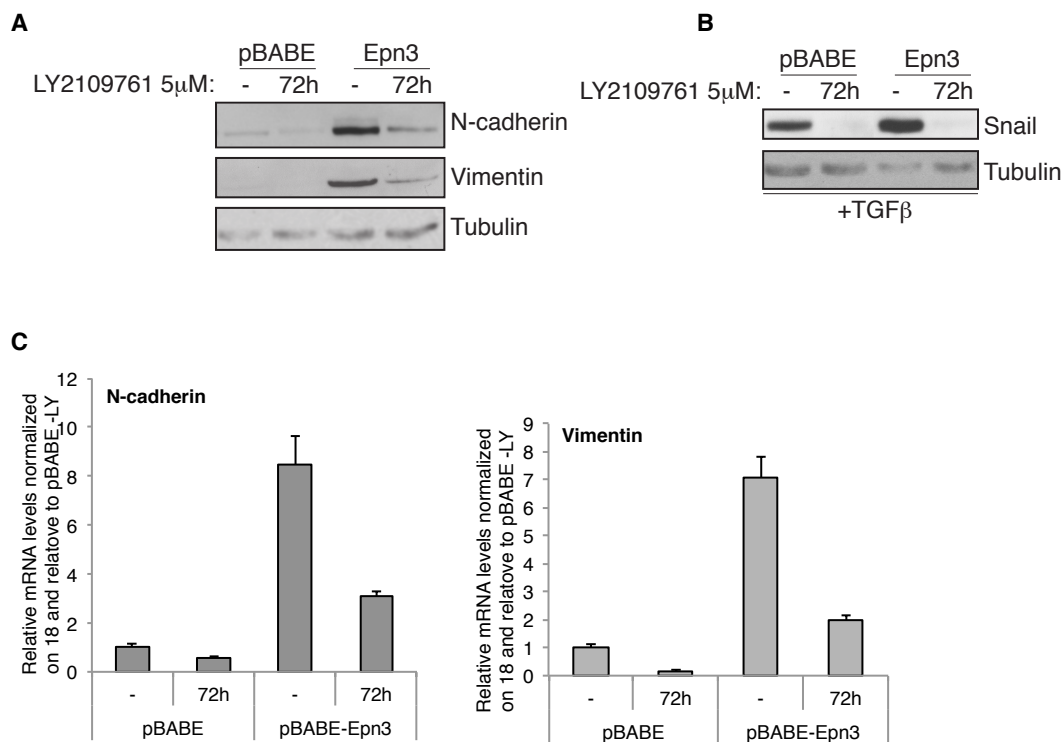 A
pBABE Epn3
LY2109761 5μM: - 72h - 72h
N-cadherin
Vimentin
Tubulin
B
pBABE Epn3
LY2109761 5μM: - 72h - 72h
Snail
Tubulin
+TGFβ
C
N-cadherin
Relative mRNA levels normalized
on 18 and relatove to pBABE -LY
12
10
8
6
4
2
0
- 72h - 72h
pBABE pBABE-Epn3
Vimentin
Relative mRNA levels normalized
on 18 and relatove to pBABE -LY
9
8
7
6
5
4
3
2
1
0
- 72h - 72h
pBABE pBABE-Epn3